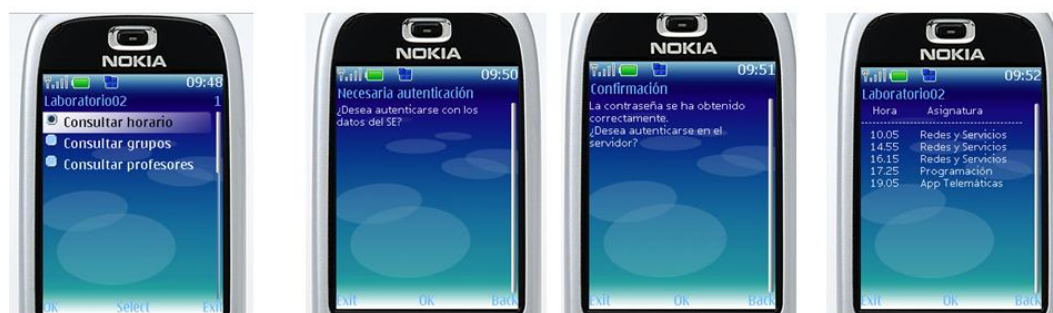 NOKIA
09:48
Laboratorio02 1
Consultar horario
Consultar grupos
Consultar profesores
OK Select Exit
NOKIA
09:50
Necesaria autenticación
¿Desea autenticarse con los
datos del SE?
Exit OK Back
NOKIA
09:51
Confirmación
La contraseña se ha obtenido
correctamente.
¿Desea autenticarse en el
servidor?
Exit OK Back
NOKIA
09:52
Laboratorio02
Hora Asignatura
10.05 Redes y Servicios
14.55 Redes y Servicios
16.15 Redes y Servicios
17.25 Programación
19.05 App Telemáticas
Exit OK Back